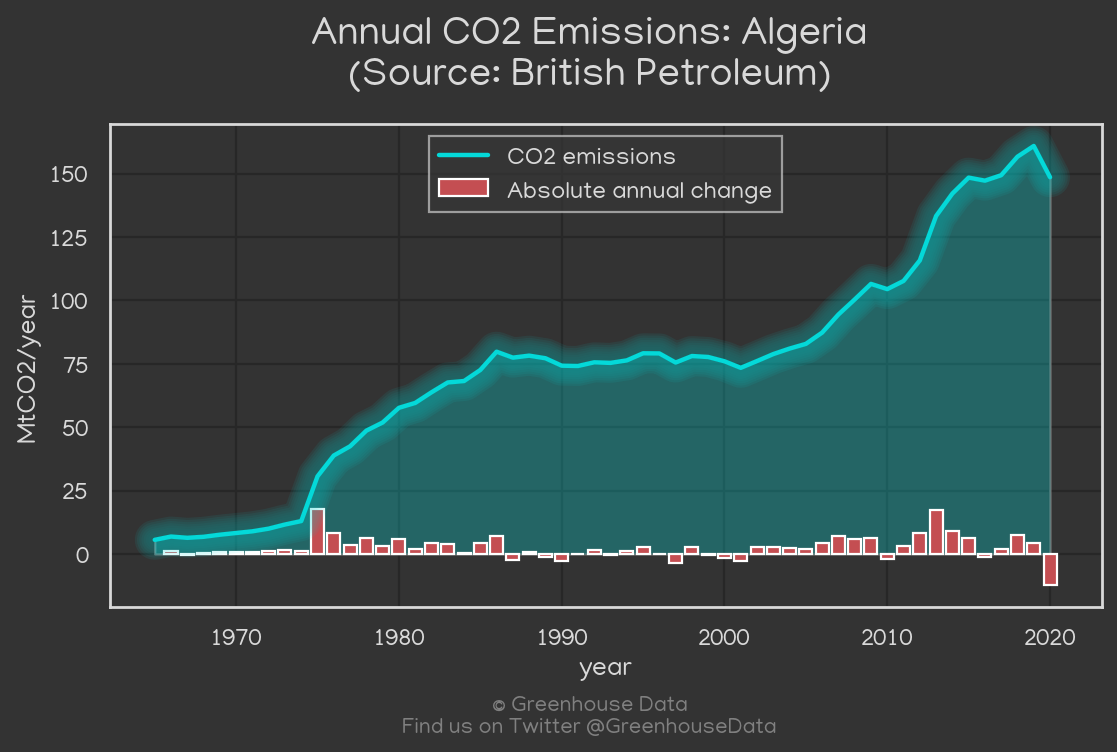 Annual CO2 Emissions: Algeria
(Source: British Petroleum)
CO2 emissions
Absolute annual change
MtCO2/year
150
125
100
75
50
25
0
1970 1980 1990 2000 2010 2020
year
© Greenhouse Data
Find us on Twitter @GreenhouseData